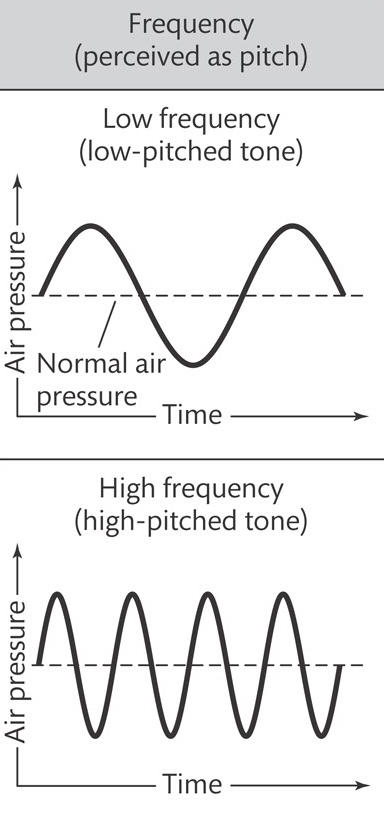 Frequency
(perceived as pitch)
Low frequency
(low-pitched tone)
Air pressure
Normal air
pressure
Time
High frequency
(high-pitched tone)
Air pressure
Time